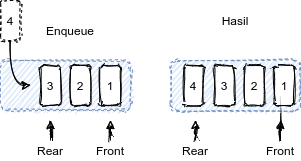 4
Enqueue
3 2 1
Rear Front
Hasil
4 3 2 1
Rear Front